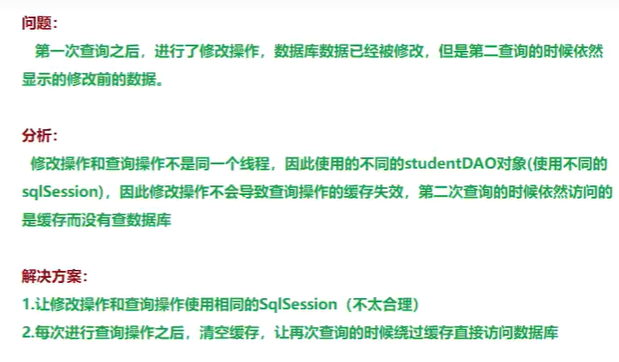 问题：
第一次查询之后，进行了修改操作，数据库数据已经被修改，但是第二查询的时候依然
显示的修改前的数据。
分析：
修改操作和查询操作不是同一个线程，因此使用的不同的studentDAO对象(使用不同的
sqlSession)，因此修改操作不会导致查询操作的缓存失效，第二次查询的时候依然访问的
是缓存而没有查数据库
解决方案：
1.让修改操作和查询操作使用相同的SqlSession（不太合理）
2.每次进行查询操作之后，清空缓存，让再次查询的时候绕过缓存直接访问数据库